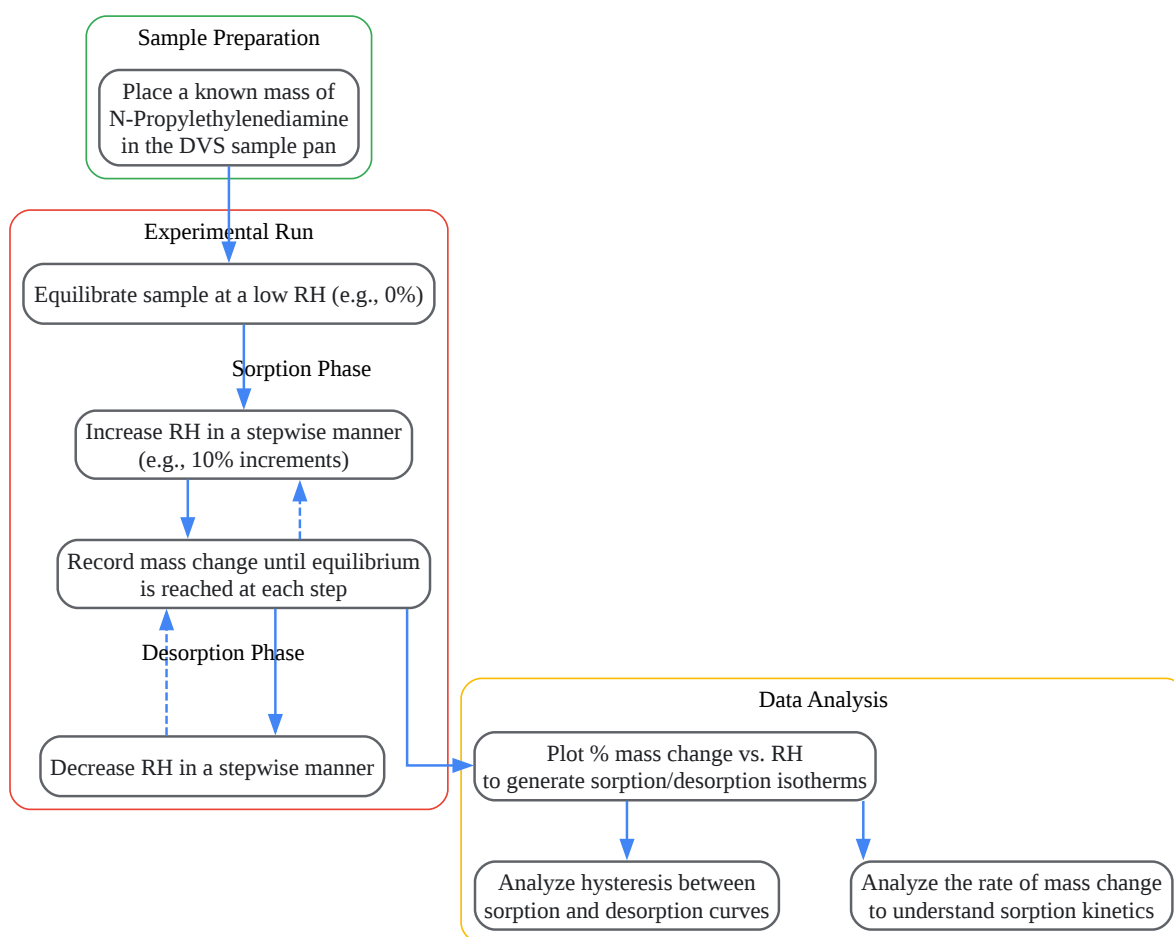 Sample Preparation
Place a known mass of
N-Propylethylenediamine
in the DVS sample pan
Experimental Run
Equilibrate sample at a low RH (e.g., 0%)
Sorption Phase
Increase RH in a stepwise manner
(e.g., 10% increments)
Record mass change until equilibrium
is reached at each step
Desorption Phase
Decrease RH in a stepwise manner
Data Analysis
Plot % mass change vs. RH
to generate sorption/desorption isotherms
Analyze hysteresis between
sorption and desorption curves
Analyze the rate of mass change
to understand sorption kinetics